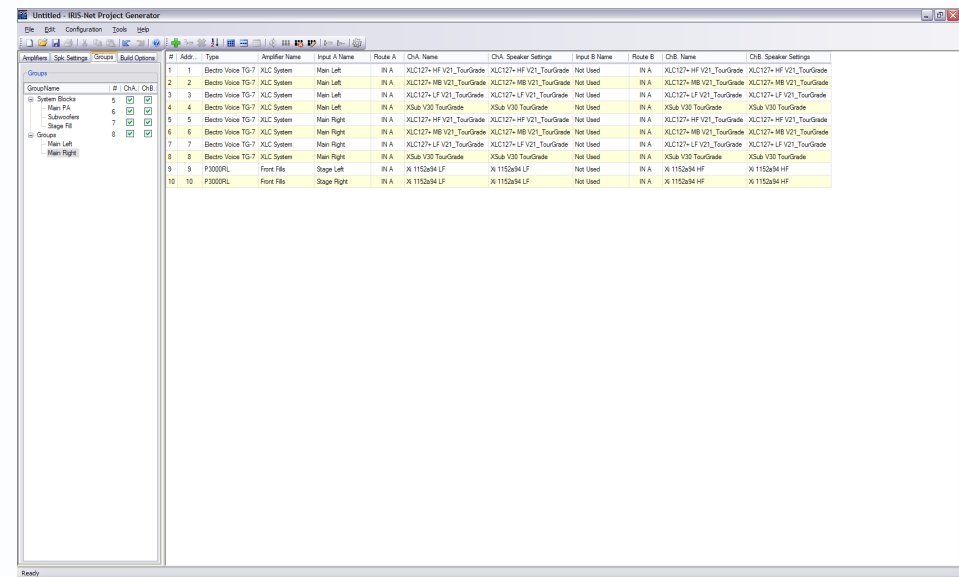 Untitled - IRIS-Net Project Generator
File Edit Configuration Tools Help
Amplifiers Spk Settings Groups Build Options
Groups
GroupName # ChA. ChB.
System Blocks 5
Main PA 6
Subwoofers
Stage Fill 7
Groups 8
Main Left
Main Right
# Addr... Type Amplifier Name Input A Name Route A ChA. Name ChA. Speaker Settings Input B Name Route B ChB. Name ChB. Speaker Settings
1 1 Electro Voice TG-7 XLC System Main Left IN A XLC127+ HF V21_TourGrade XLC127+ HF V21_TourGrade Not Used IN A XLC127+ HF V21_TourGrade XLC127+ HF V21_TourGrade
2 2 Electro Voice TG-7 XLC System Main Left IN A XLC127+ MB V21_TourGrade XLC127+ MB V21_TourGrade Not Used IN A XLC127+ MB V21_TourGrade XLC127+ MB V21_TourGrade
3 3 Electro Voice TG-7 XLC System Main Left IN A XLC127+ LF V21_TourGrade XLC127+ LF V21_TourGrade Not Used IN A XLC127+ LF V21_TourGrade XLC127+ LF V21_TourGrade
4 4 Electro Voice TG-7 XLC System Main Left IN A XSub V30 TourGrade XSub V30 TourGrade Not Used IN A XSub V30 TourGrade XSub V30 TourGrade
5 5 Electro Voice TG-7 XLC System Main Right IN A XLC127+ HF V21_TourGrade XLC127+ HF V21_TourGrade Not Used IN A XLC127+ HF V21_TourGrade XLC127+ HF V21_TourGrade
6 6 Electro Voice TG-7 XLC System Main Right IN A XLC127+ MB V21_TourGrade XLC127+ MB V21_TourGrade Not Used IN A XLC127+ MB V21_TourGrade XLC127+ MB V21_TourGrade
7 7 Electro Voice TG-7 XLC System Main Right IN A XLC127+ LF V21_TourGrade XLC127+ LF V21_TourGrade Not Used IN A XLC127+ LF V21_TourGrade XLC127+ LF V21_TourGrade
8 8 Electro Voice TG-7 XLC System Main Right IN A XSub V30 TourGrade XSub V30 TourGrade Not Used IN A XSub V30 TourGrade XSub V30 TourGrade
9 9 P3000RL Front Fills Stage Left IN A Xi 1152a94 LF Xi 1152a94 LF Not Used IN A Xi 1152a94 HF Xi 1152a94 HF
10 10 P3000RL Front Fills Stage Right IN A Xi 1152a94 LF Xi 1152a94 LF Not Used IN A Xi 1152a94 HF Xi 1152a94 HF
Ready